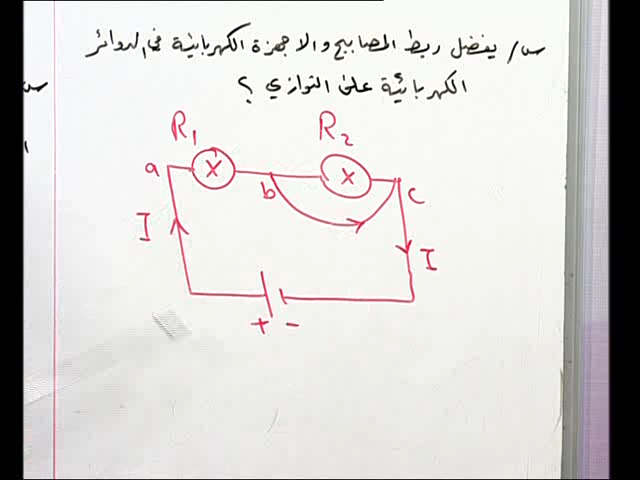 س/ يفضل ربط المصابيح والاجهزة الكهربائية في الدوائر
الكهربائية على التوازي ؟
R₁ R₂
a X b X c
I I
+ -
س